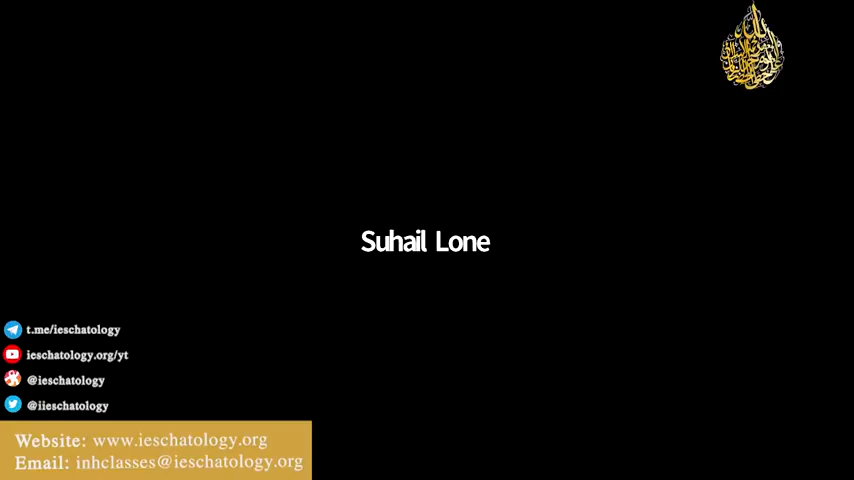 Suhail Lone
t.me/ieschatology
ieschatology.org/yt
@ieschatology
@iieschatology
Website: www.ieschatology.org
Email: inhclasses@ieschatology.org